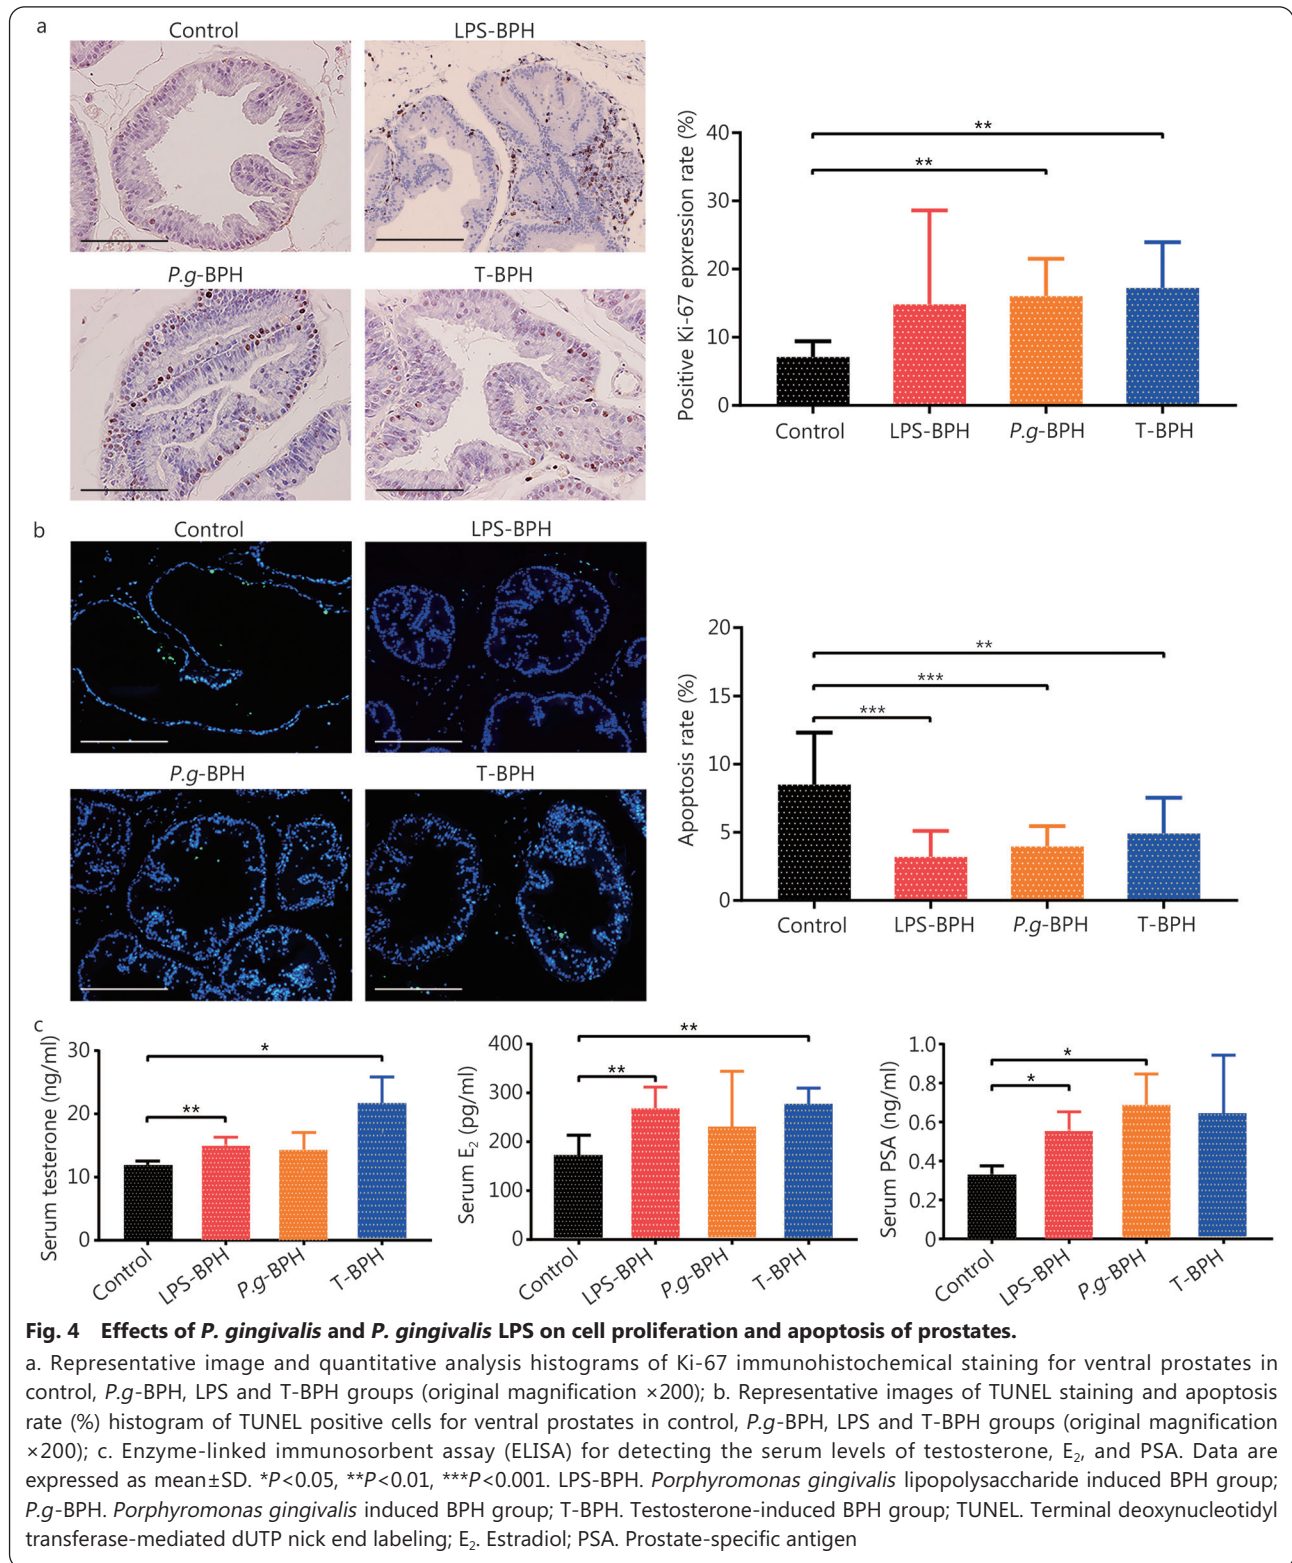 a
Control
LPS-BPH
P.g-BPH
T-BPH
Positive Ki-67 epxression rate (%)
40
30
20
10
0
**
**
Control
LPS-BPH
P.g-BPH
T-BPH
b
Control
LPS-BPH
P.g-BPH
T-BPH
Apoptosis rate (%)
20
15
10
5
0
**
***
***
Control
LPS-BPH
P.g-BPH
T-BPH
c
Serum testerone (ng/ml)
30
20
10
0
*
**
Control
LPS-BPH
P.g-BPH
T-BPH
Serum E₂ (pg/ml)
400
300
200
100
0
**
**
Control
LPS-BPH
P.g-BPH
T-BPH
Serum PSA (ng/ml)
1.0
0.8
0.6
0.4
0.2
0
*
*
Control
LPS-BPH
P.g-BPH
T-BPH
Fig. 4 Effects of P. gingivalis and P. gingivalis LPS on cell proliferation and apoptosis of prostates.
a. Representative image and quantitative analysis histograms of Ki-67 immunohistochemical staining for ventral prostates in
control, P.g-BPH, LPS and T-BPH groups (original magnification ×200); b. Representative images of TUNEL staining and apoptosis
rate (%) histogram of TUNEL positive cells for ventral prostates in control, P.g-BPH, LPS and T-BPH groups (original magnification
×200); c. Enzyme-linked immunosorbent assay (ELISA) for detecting the serum levels of testosterone, E₂, and PSA. Data are
expressed as mean±SD. *P<0.05, **P<0.01, ***P<0.001. LPS-BPH. Porphyromonas gingivalis lipopolysaccharide induced BPH group;
P.g-BPH. Porphyromonas gingivalis induced BPH group; T-BPH. Testosterone-induced BPH group; TUNEL. Terminal deoxynucleotidyl
transferase-mediated dUTP nick end labeling; E₂. Estradiol; PSA. Prostate-specific antigen